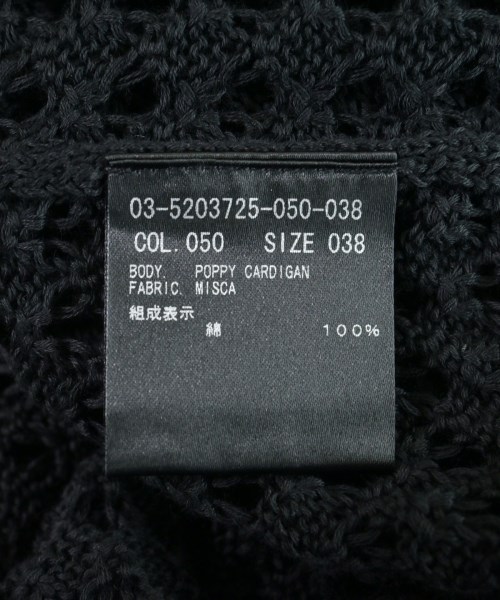 03-5203725-050-038
COL. 050 SIZE 038
BODY. POPPY CARDIGAN
FABRIC. MISCA
組成表示
綿 100%